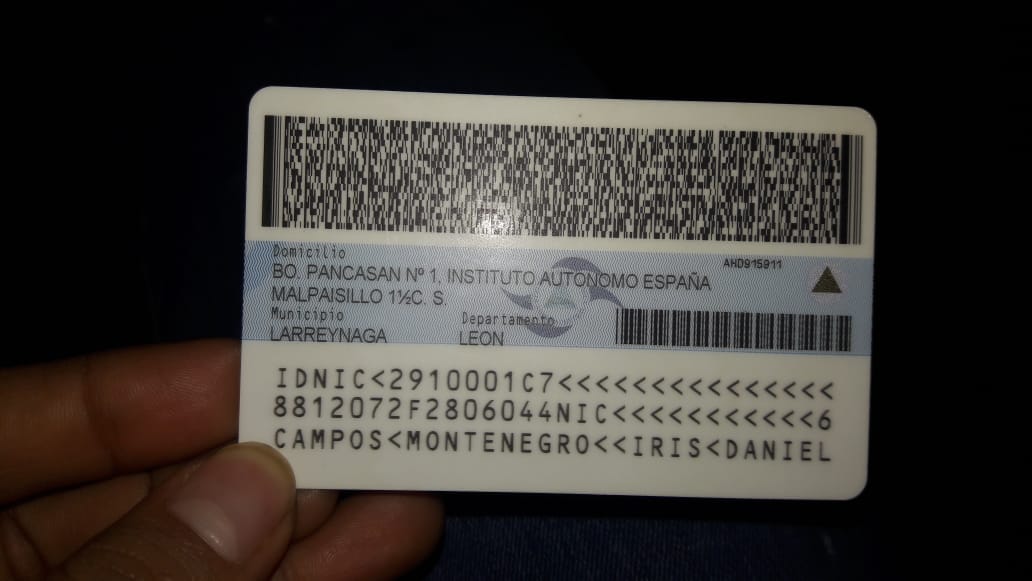 Domicilio
AHD915911
BO. PANCASAN Nº 1, INSTITUTO AUTONOMO ESPAÑA
MALPAISILLO 1½C. S.
Municipio Departamento
LARREYNAGA LEON
IDNIC<2910001C7<<<<<<<<<<<<<<<
8812072F2806044NIC<<<<<<<<<<<6
CAMPOS<MONTENEGRO<<IRIS<DANIEL